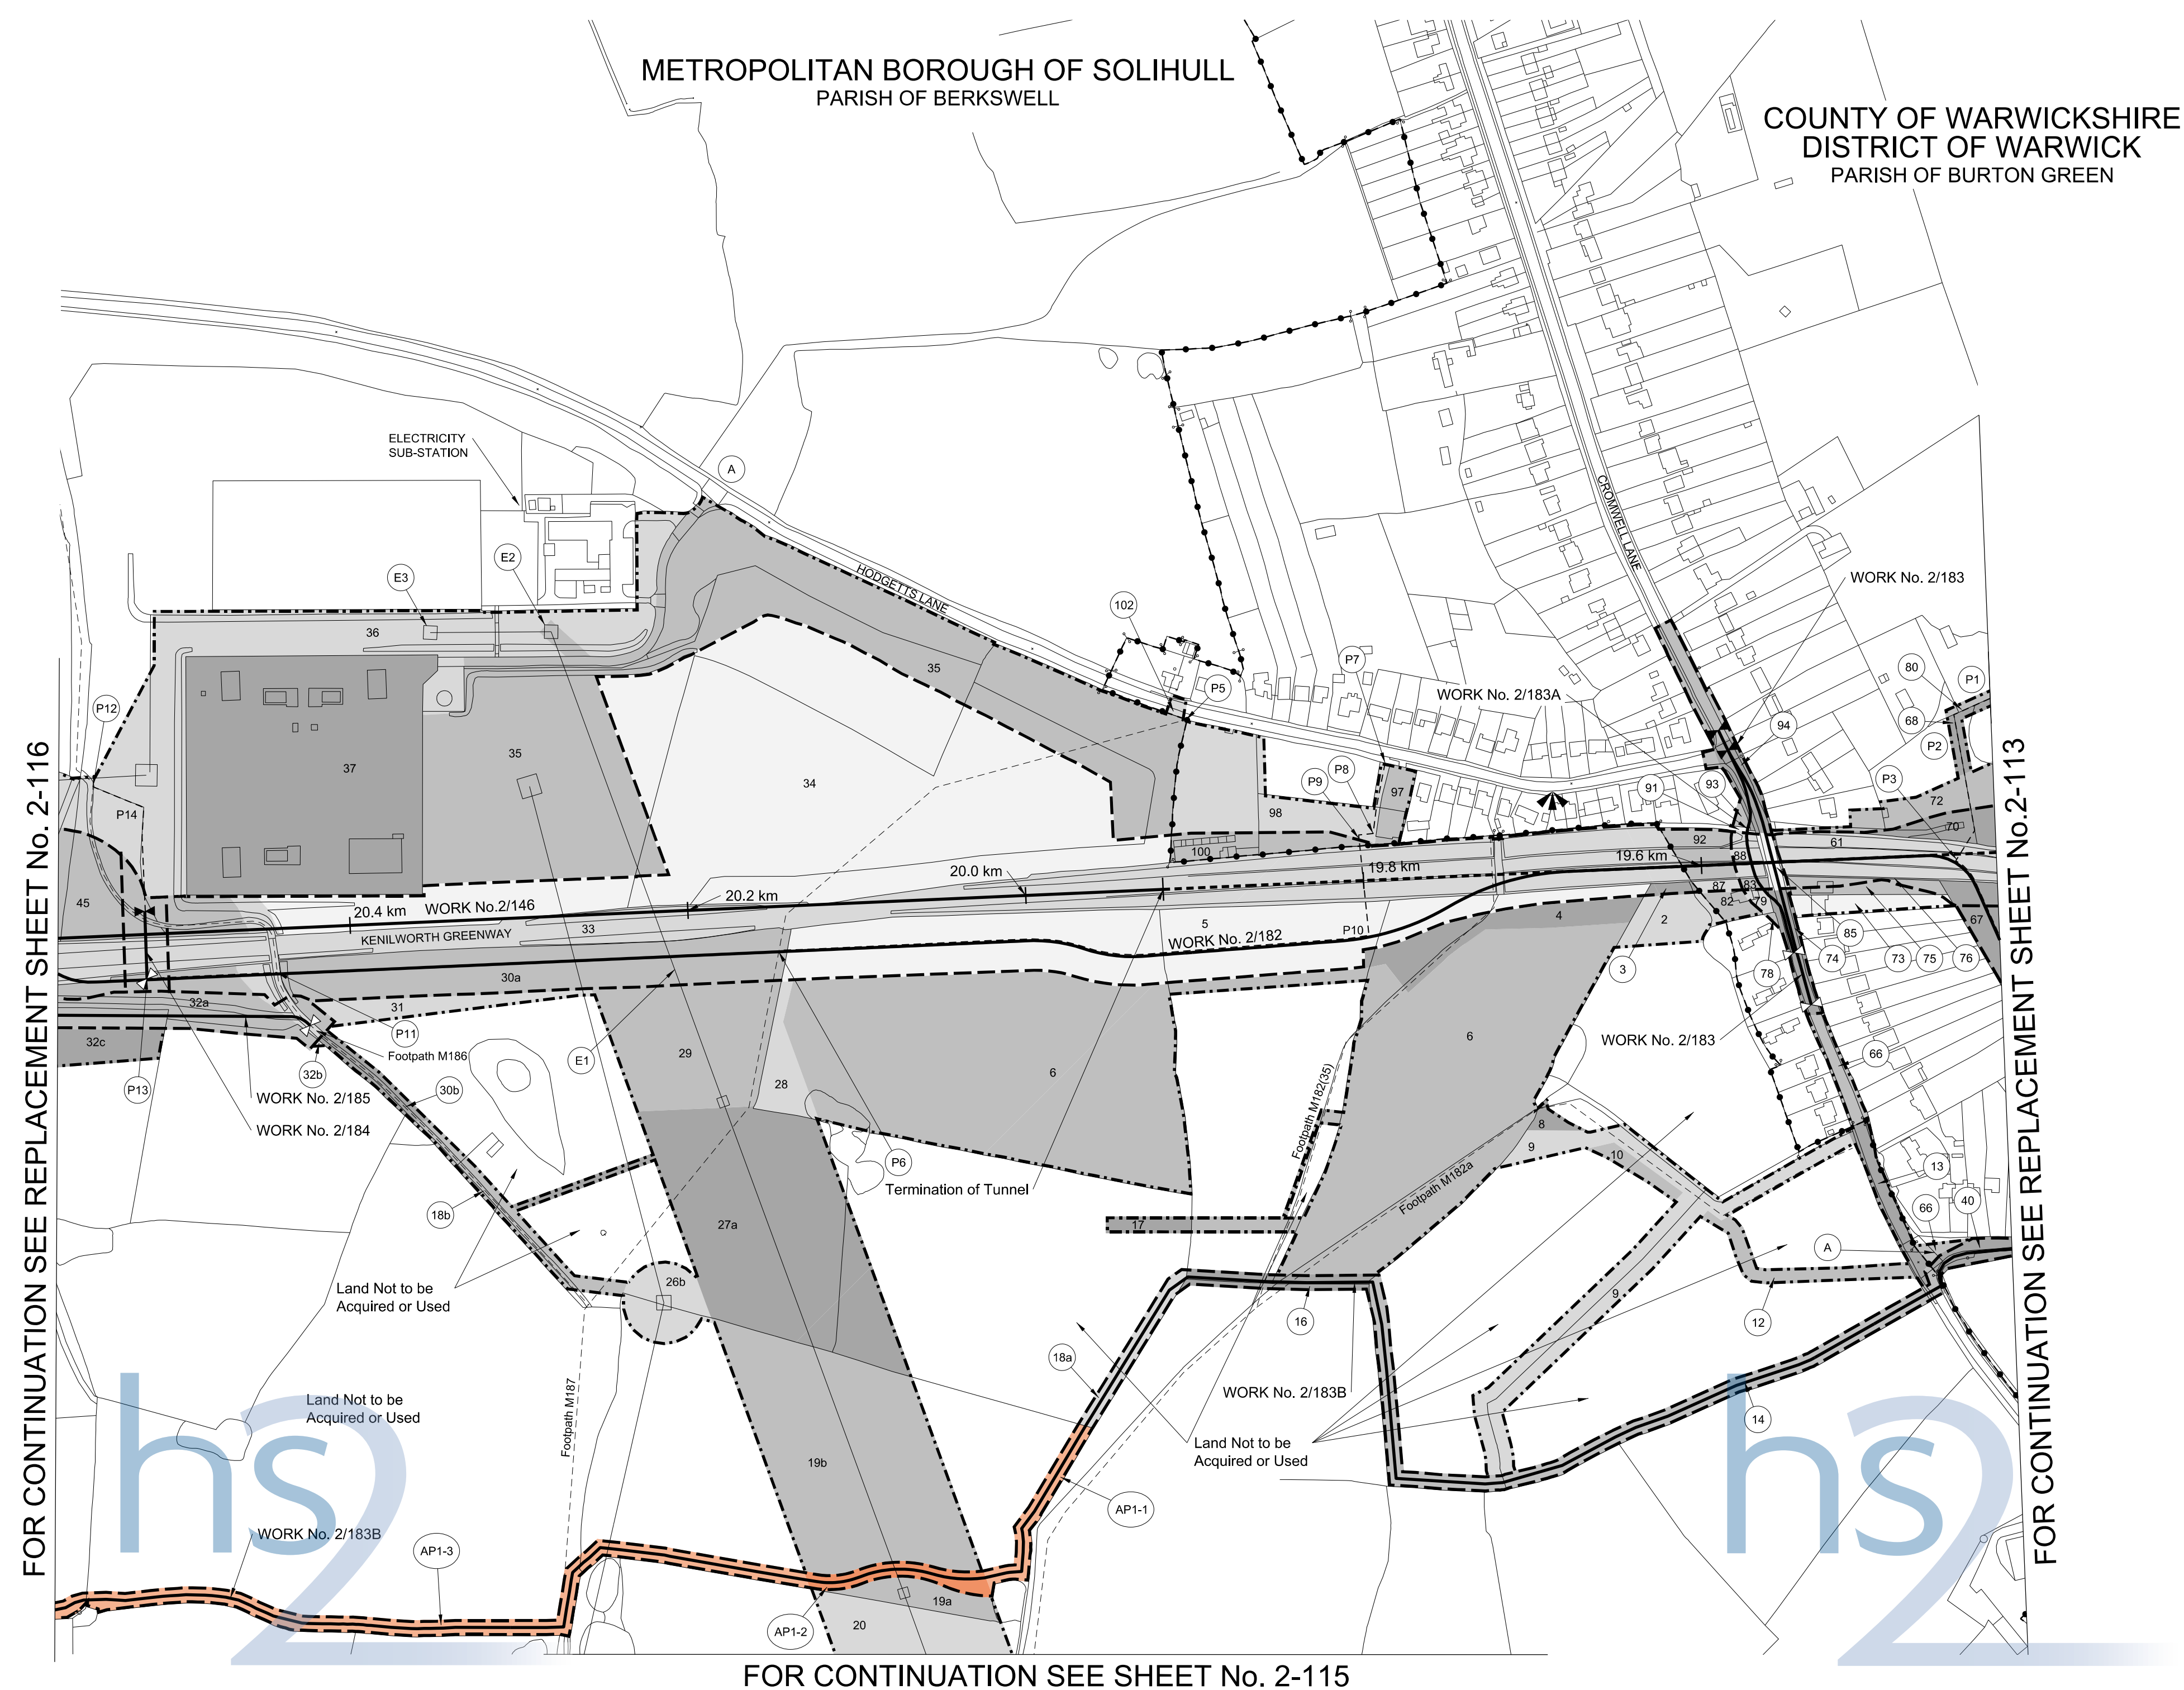 METROPOLITAN BOROUGH OF SOLIHULL
PARISH OF BERKSWELL
COUNTY OF WARWICKSHIRE
DISTRICT OF WARWICK
PARISH OF BURTON GREEN
ELECTRICITY
SUB-STATION
A
CROMWELL LANE
HODGETTS LANE
E3
E2
36
102
WORK No. 2/183
35
P7
P5
WORK No. 2/183A
80
P1
68
94
P2
P12
35
37
34
P9
P8
97
91
93
P3
72
P14
98
70
100
92
61
19.6 km
88
19.8 km
20.0 km
20.2 km
20.4 km
WORK No.2/146
45
KENILWORTH GREENWAY
33
5
WORK No. 2/182
P10
4
2
87
83
82
79
67
3
85
78
74
73
75
76
30a
31
32a
P11
32c
Footpath M186
32b
P13
E1
29
28
6
6
WORK No. 2/183
66
30b
WORK No. 2/185
WORK No. 2/184
Footpath M182(35)
8
9
10
P6
Termination of Tunnel
Footpath M182a
13
40
66
18b
27a
17
A
26b
Land Not to be
Acquired or Used
9
16
12
18a
WORK No. 2/183B
Land Not to be
Acquired or Used
14
Footpath M187
Land Not to be
Acquired or Used
19b
AP1-1
WORK No. 2/183B
AP1-3
19a
AP1-2
20
hs2
hs2
FOR CONTINUATION SEE REPLACEMENT SHEET No. 2-116
FOR CONTINUATION SEE REPLACEMENT SHEET No.2-113
FOR CONTINUATION SEE SHEET No. 2-115